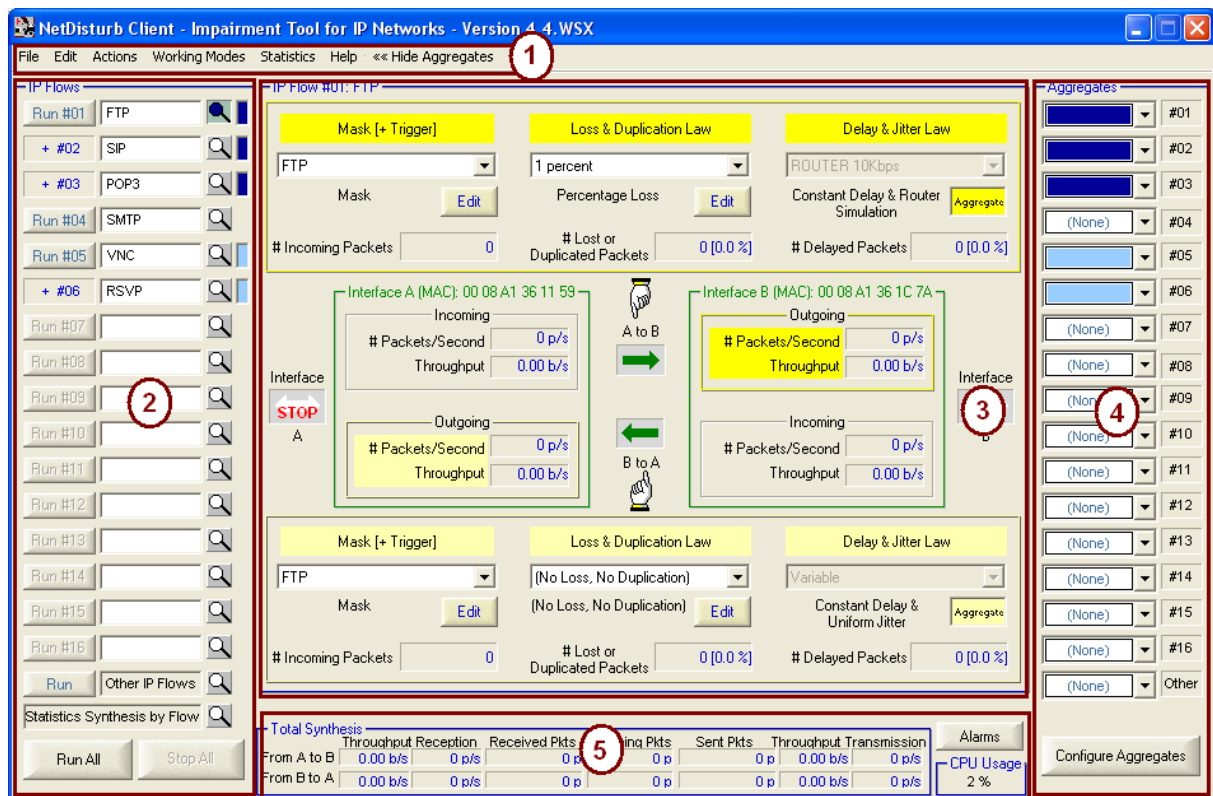 NetDisturb Client - Impairment Tool for IP Networks - Version 4.4.WSX
File Edit Actions Working Modes Statistics Help «« Hide Aggregates
1
IP Flows
Run #01 FTP
+ #02 SIP
+ #03 POP3
Run #04 SMTP
Run #05 VNC
+ #06 RSVP
Run #07
Run #08
Run #09
2
Run #10
Run #11
Run #12
Run #13
Run #14
Run #15
Run #16
Run Other IP Flows
Statistics Synthesis by Flow
Run All Stop All
IP Flow #01: FTP
Mask [+ Trigger] Loss & Duplication Law Delay & Jitter Law
FTP 1 percent ROUTER 10Kbps
Mask Edit Percentage Loss Edit Constant Delay & Router Simulation Aggregate
# Incoming Packets 0 # Lost or Duplicated Packets 0 [0.0 %] # Delayed Packets 0 [0.0 %]
Interface A (MAC): 00 08 A1 36 11 59
Incoming
# Packets/Second 0 p/s
Throughput 0.00 b/s
Outgoing
# Packets/Second 0 p/s
Throughput 0.00 b/s
Interface
STOP
A
A to B
B to A
Interface B (MAC): 00 08 A1 36 1C 7A
Outgoing
# Packets/Second 0 p/s
Throughput 0.00 b/s
Incoming
# Packets/Second 0 p/s
Throughput 0.00 b/s
Interface
3
Mask [+ Trigger] Loss & Duplication Law Delay & Jitter Law
FTP (No Loss, No Duplication) Variable
Mask Edit (No Loss, No Duplication) Edit Constant Delay & Uniform Jitter Aggregate
# Incoming Packets 0 # Lost or Duplicated Packets 0 [0.0 %] # Delayed Packets 0 [0.0 %]
Total Synthesis
Throughput Reception Received Pkts Sent Pkts Throughput Transmission
From A to B 0.00 b/s 0 p/s 0 p 0 p 0 p 0.00 b/s 0 p/s
From B to A 0.00 b/s 0 p/s 0 p 0 p 0 p 0.00 b/s 0 p/s
5
Alarms
CPU Usage
2 %
Aggregates
#01
#02
#03
(None) #04
#05
#06
(None) #07
(None) #08
#09
4
(None) #10
(None) #11
(None) #12
(None) #13
(None) #14
(None) #15
(None) #16
(None) Other
Configure Aggregates